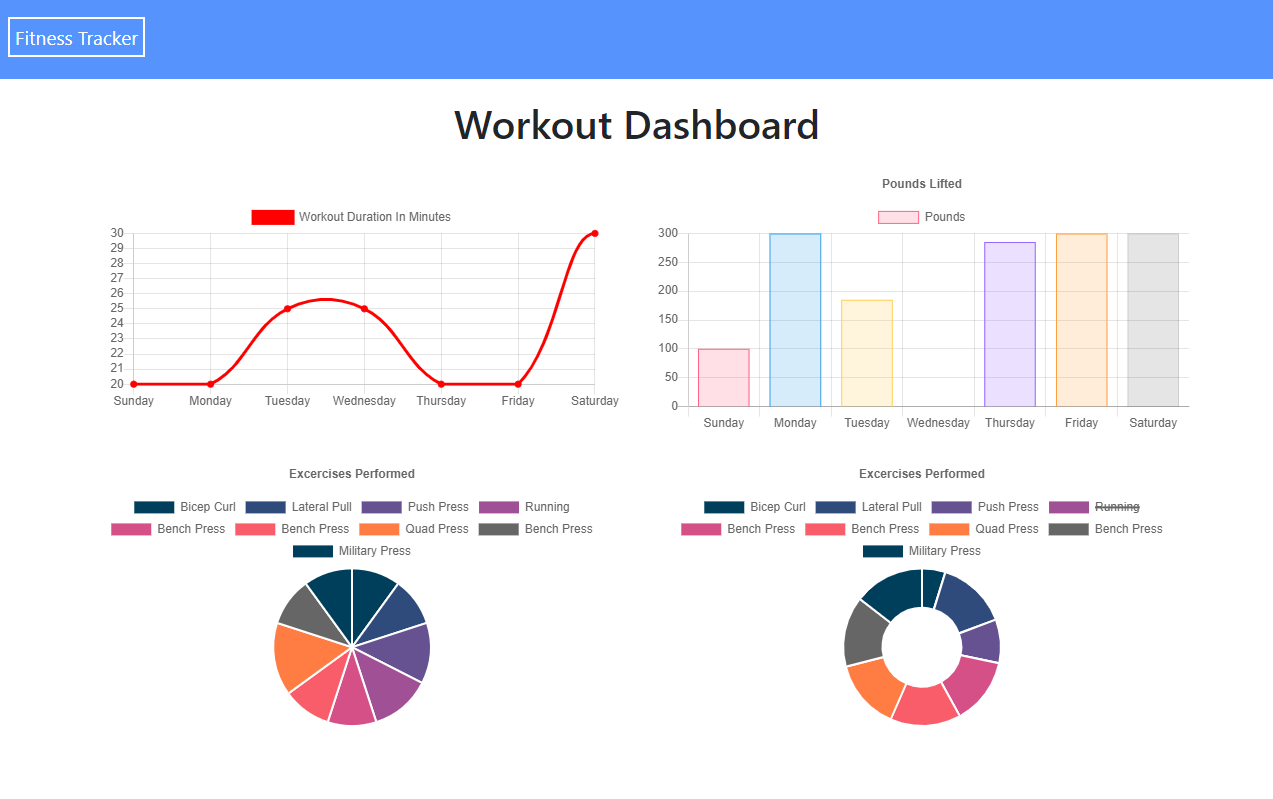 Fitness Tracker
Workout Dashboard
Workout Duration In Minutes
30
29
28
27
26
25
24
23
22
21
20
Sunday Monday Tuesday Wednesday Thursday Friday Saturday
Pounds Lifted
Pounds
300
250
200
150
100
50
0
Sunday Monday Tuesday Wednesday Thursday Friday Saturday
Excercises Performed
Bicep Curl Lateral Pull Push Press Running
Bench Press Bench Press Quad Press Bench Press
Military Press
Excercises Performed
Bicep Curl Lateral Pull Push Press Running
Bench Press Bench Press Quad Press Bench Press
Military Press